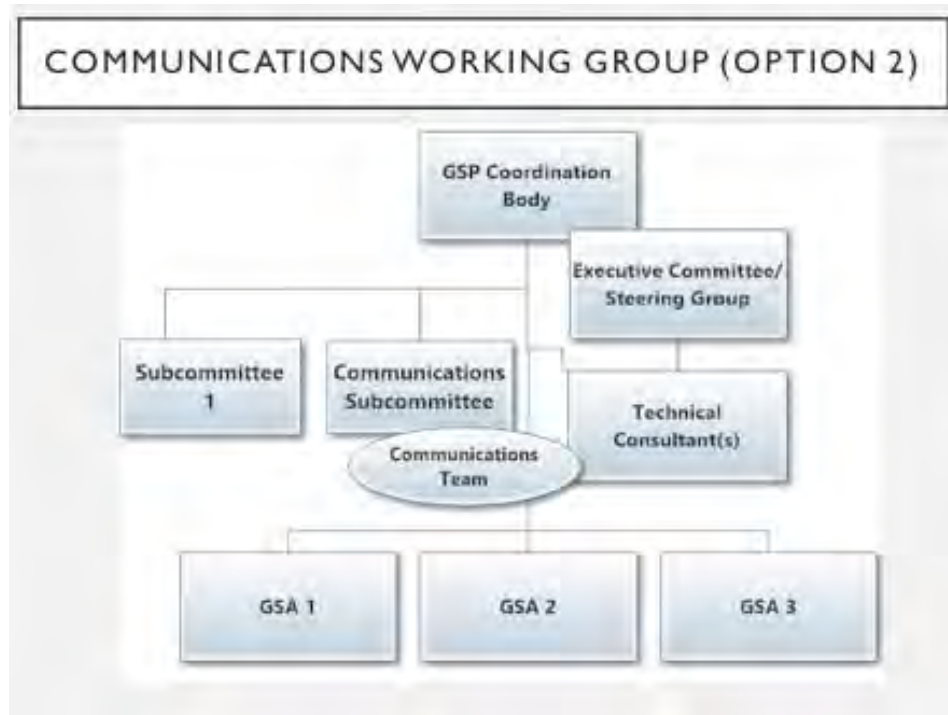 COMMUNICATIONS WORKING GROUP (OPTION 2)
GSP Coordination
Body
Executive Committee/
Steering Group
Subcommittee
1
Communications
Subcommittee
Technical
Consultant(s)
Communications
Team
GSA 1
GSA 2
GSA 3